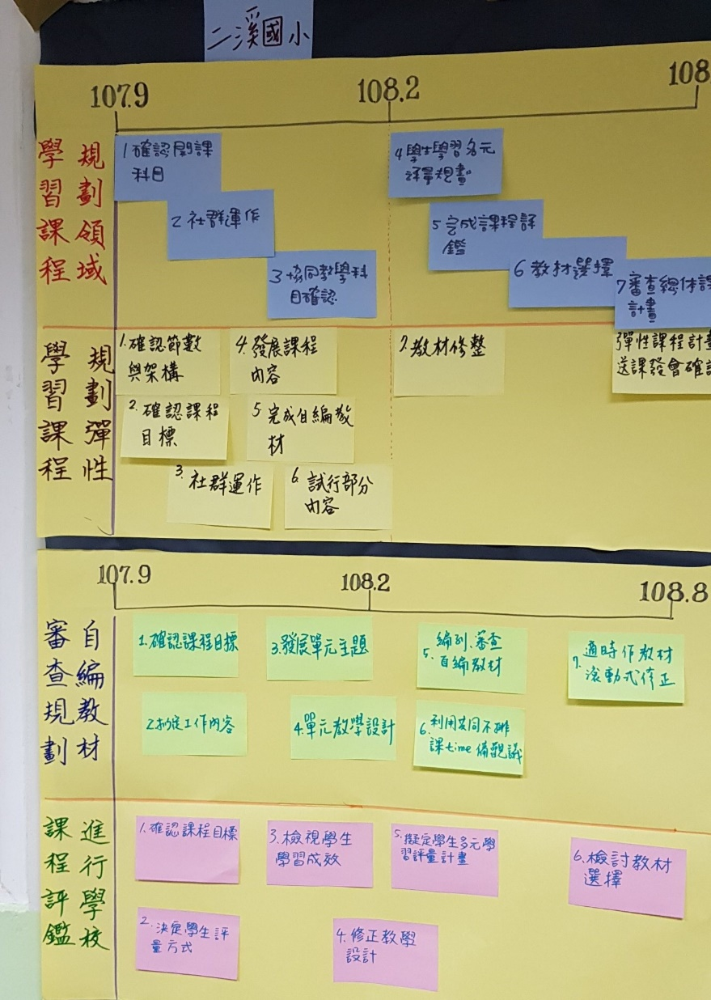 二溪國小
107.9
108.2
108
規劃領域
學習課程
1確認開課
科目
2社群運作
3協同教學科
目確認
4學生學習多元
評量規畫
5完成課程評
鑑
6教材選擇
7審查總体課
計畫
規劃彈性
學習課程
1.確認節數
與架構
2.確認課程
目標
3.社群運作
4.發展課程
內容
5.完成自編教
材
6.試行部分
內容
7.教材修整
彈性課程計畫
送課發會確認
107.9
108.2
108.8
自編教材
審查規劃
1.確認課程目標
2.擬定工作內容
3.發展單元主題
4.單元教學設計
5.編列、審查
自編教材
6.利用共同不排
課time備觀議
7.適時作教材
滾動式修正
進行學校
課程評鑑
1.確認課程目標
2.決定學生評
量方式
3.檢視學生
學習成效
4.修正教學
設計
5.擬定學生多元學
習評量計畫
6.檢討教材
選擇